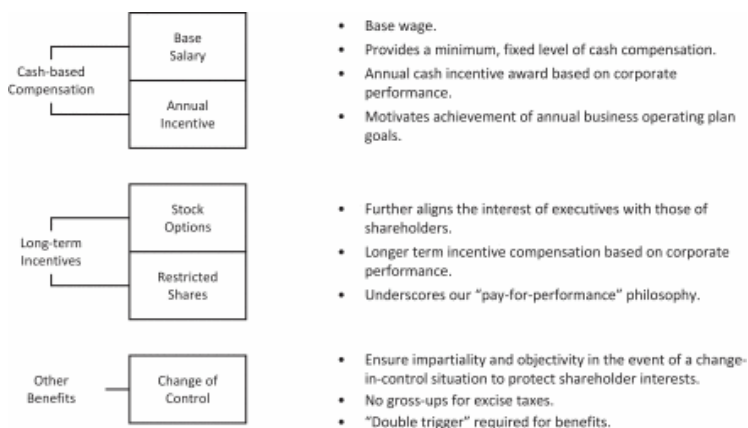 Cash-based
Compensation
Base
Salary
Annual
Incentive
• Base wage.
• Provides a minimum, fixed level of cash compensation.
• Annual cash incentive award based on corporate
performance.
• Motivates achievement of annual business operating plan
goals.
Long-term
Incentives
Stock
Options
Restricted
Shares
• Further aligns the interest of executives with those of
shareholders.
• Longer term incentive compensation based on corporate
performance.
• Underscores our “pay-for-performance” philosophy.
Other
Benefits
Change of
Control
• Ensure impartiality and objectivity in the event of a change-
in-control situation to protect shareholder interests.
• No gross-ups for excise taxes.
• “Double trigger” required for benefits.